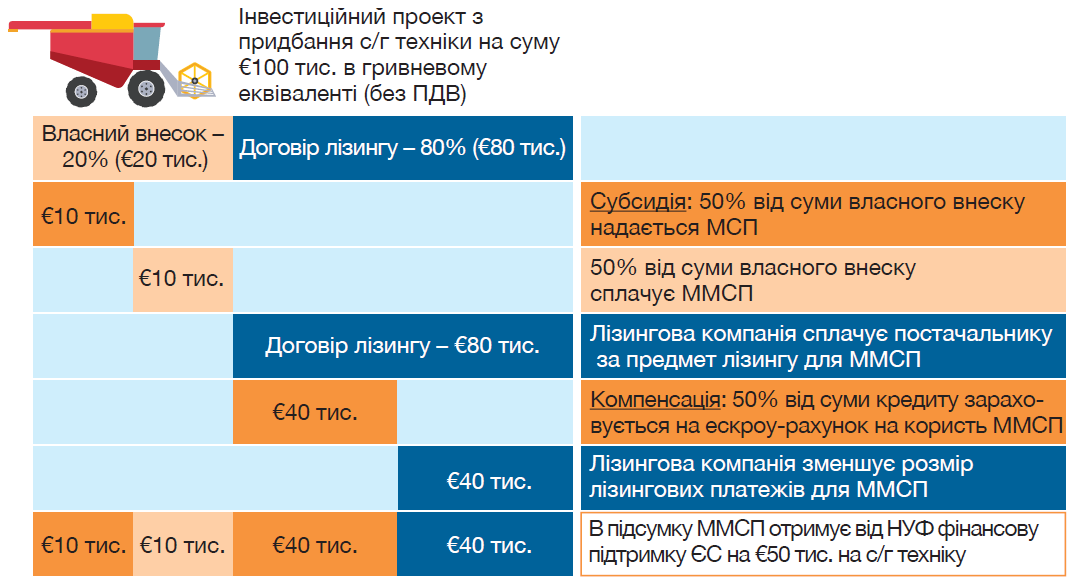 Інвестиційний проект з
придбання с/г техніки на суму
€100 тис. в гривневому
еквіваленті (без ПДВ)
Власний внесок –
20% (€20 тис.)
Договір лізингу – 80% (€80 тис.)
€10 тис.
Субсидія: 50% від суми власного внеску
надається МСП
€10 тис.
50% від суми власного внеску
сплачує ММСП
Договір лізингу – €80 тис.
Лізингова компанія сплачує постачальнику
за предмет лізингу для ММСП
€40 тис.
Компенсація: 50% від суми кредиту зарахо-
вується на ескроу-рахунок на користь ММСП
€40 тис.
Лізингова компанія зменшує розмір
лізингових платежів для ММСП
€10 тис.
€10 тис.
€40 тис.
€40 тис.
В підсумку ММСП отримує від НУФ фінансову
підтримку ЄС на €50 тис. на с/г техніку